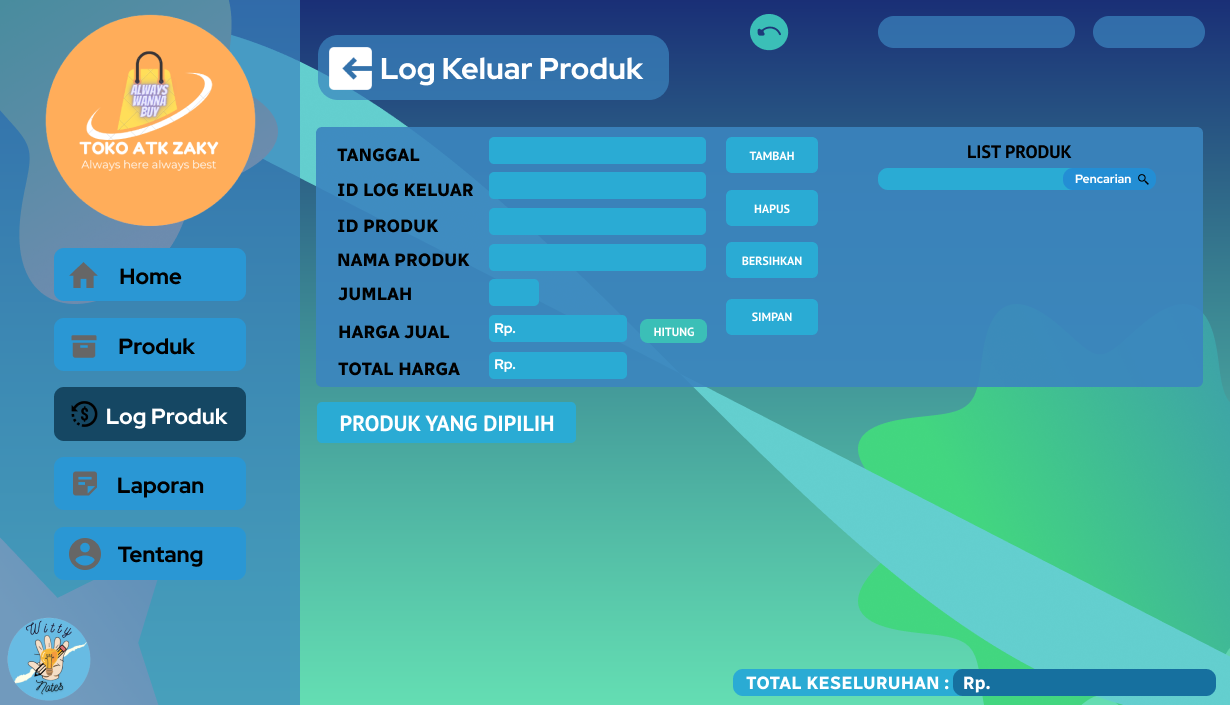 ALWAYS
WANNA
BUY
TOKO ATK ZAKY
Always here always best
Home
Produk
Log Produk
Laporan
Tentang
Witty
Notes
Log Keluar Produk
TANGGAL
ID LOG KELUAR
ID PRODUK
NAMA PRODUK
JUMLAH
HARGA JUAL Rp. HITUNG
TOTAL HARGA Rp.
TAMBAH
HAPUS
BERSIHKAN
SIMPAN
LIST PRODUK
Pencarian
PRODUK YANG DIPILIH
TOTAL KESELURUHAN : Rp.